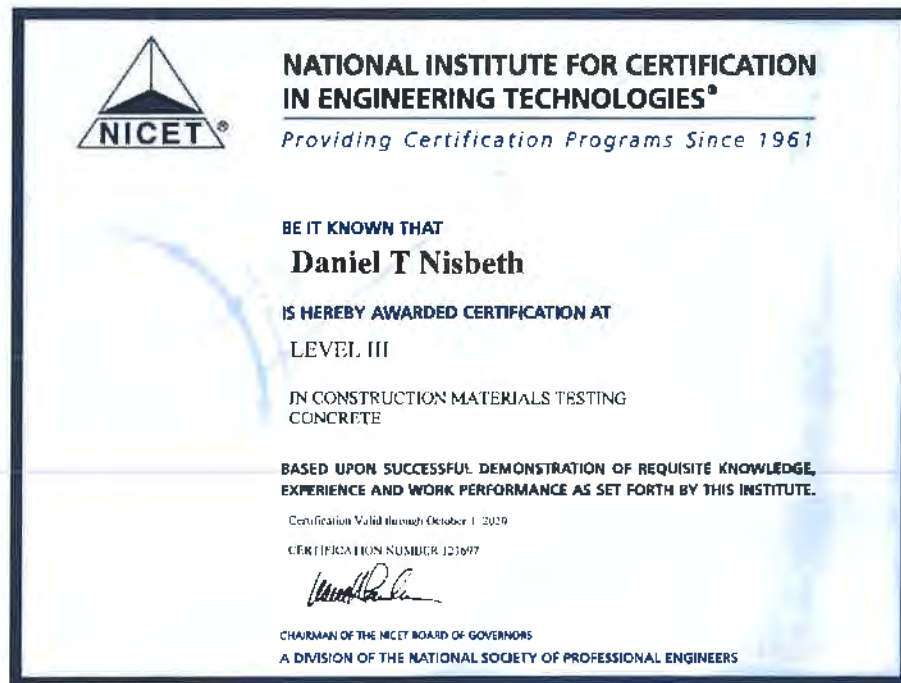 NICET®
NATIONAL INSTITUTE FOR CERTIFICATION
IN ENGINEERING TECHNOLOGIES®
Providing Certification Programs Since 1961
BE IT KNOWN THAT
Daniel T Nisbeth
IS HEREBY AWARDED CERTIFICATION AT
LEVEL III
IN CONSTRUCTION MATERIALS TESTING
CONCRETE
BASED UPON SUCCESSFUL DEMONSTRATION OF REQUISITE KNOWLEDGE,
EXPERIENCE AND WORK PERFORMANCE AS SET FORTH BY THIS INSTITUTE.
Certification Valid through October 1, 2020
CERTIFICATION NUMBER 123697
CHAIRMAN OF THE NICET BOARD OF GOVERNORS
A DIVISION OF THE NATIONAL SOCIETY OF PROFESSIONAL ENGINEERS